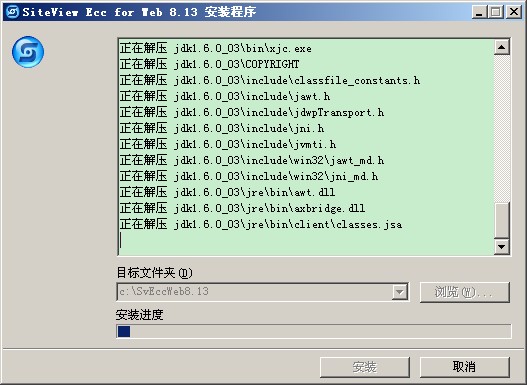 SiteView Ecc for Web 8.13 安装程序
正在解压 jdk1.6.0_03\bin\xjc.exe
正在解压 jdk1.6.0_03\COPYRIGHT
正在解压 jdk1.6.0_03\include\classfile_constants.h
正在解压 jdk1.6.0_03\include\jawt.h
正在解压 jdk1.6.0_03\include\jdwpTransport.h
正在解压 jdk1.6.0_03\include\jni.h
正在解压 jdk1.6.0_03\include\jvmti.h
正在解压 jdk1.6.0_03\include\win32\jawt_md.h
正在解压 jdk1.6.0_03\include\win32\jni_md.h
正在解压 jdk1.6.0_03\jre\bin\awt.dll
正在解压 jdk1.6.0_03\jre\bin\axbridge.dll
正在解压 jdk1.6.0_03\jre\bin\client\classes.jsa
目标文件夹(D)
c:\SvEccWeb8.13 浏览(W)...
安装进度
安装 取消